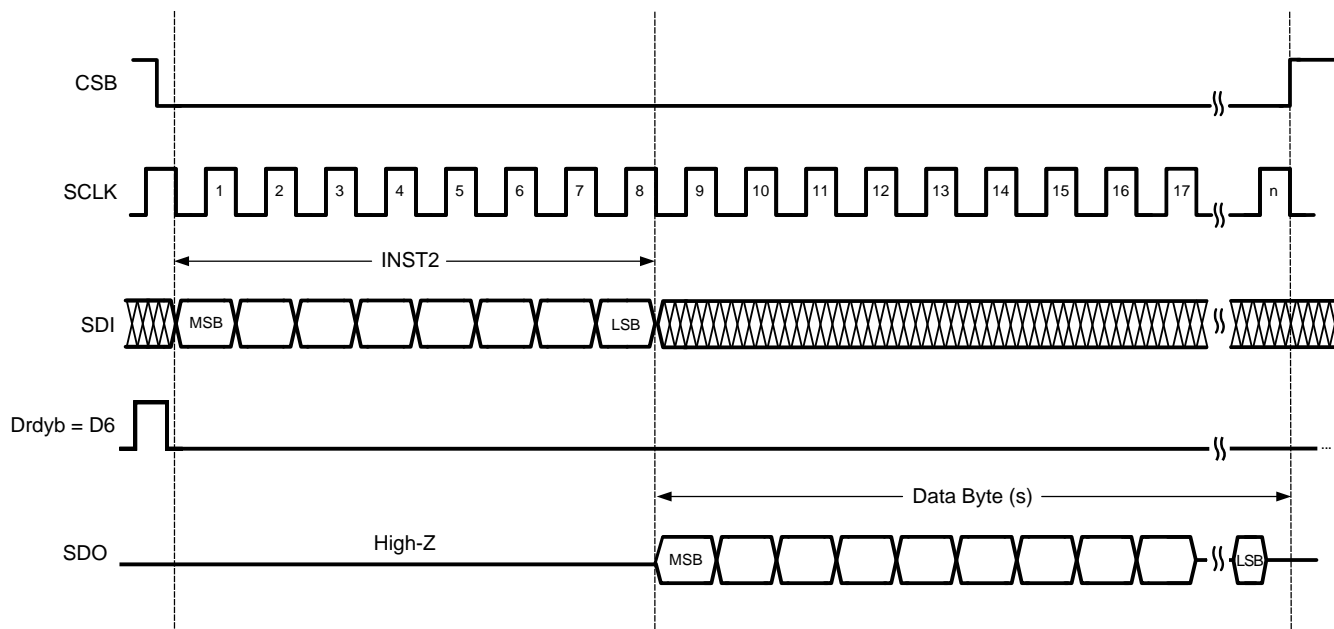 CSB
SCLK
1 2 3 4 5 6 7 8 9 10 11 12 13 14 15 16 17 n
INST2
SDI
MSB LSB
Drdyb = D6
...
Data Byte (s)
High-Z
SDO
MSB LSB